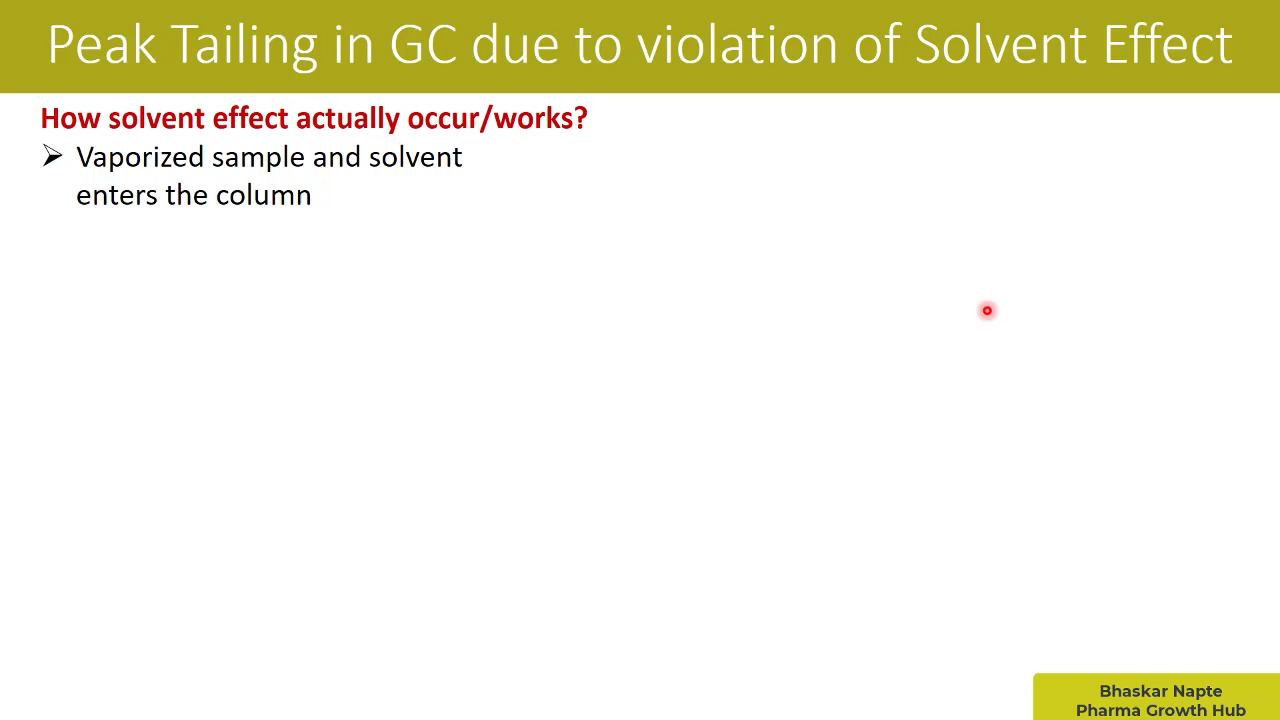 Peak Tailing in GC due to violation of Solvent Effect
How solvent effect actually occur/works?
Vaporized sample and solvent
enters the column
Bhaskar Napte
Pharma Growth Hub